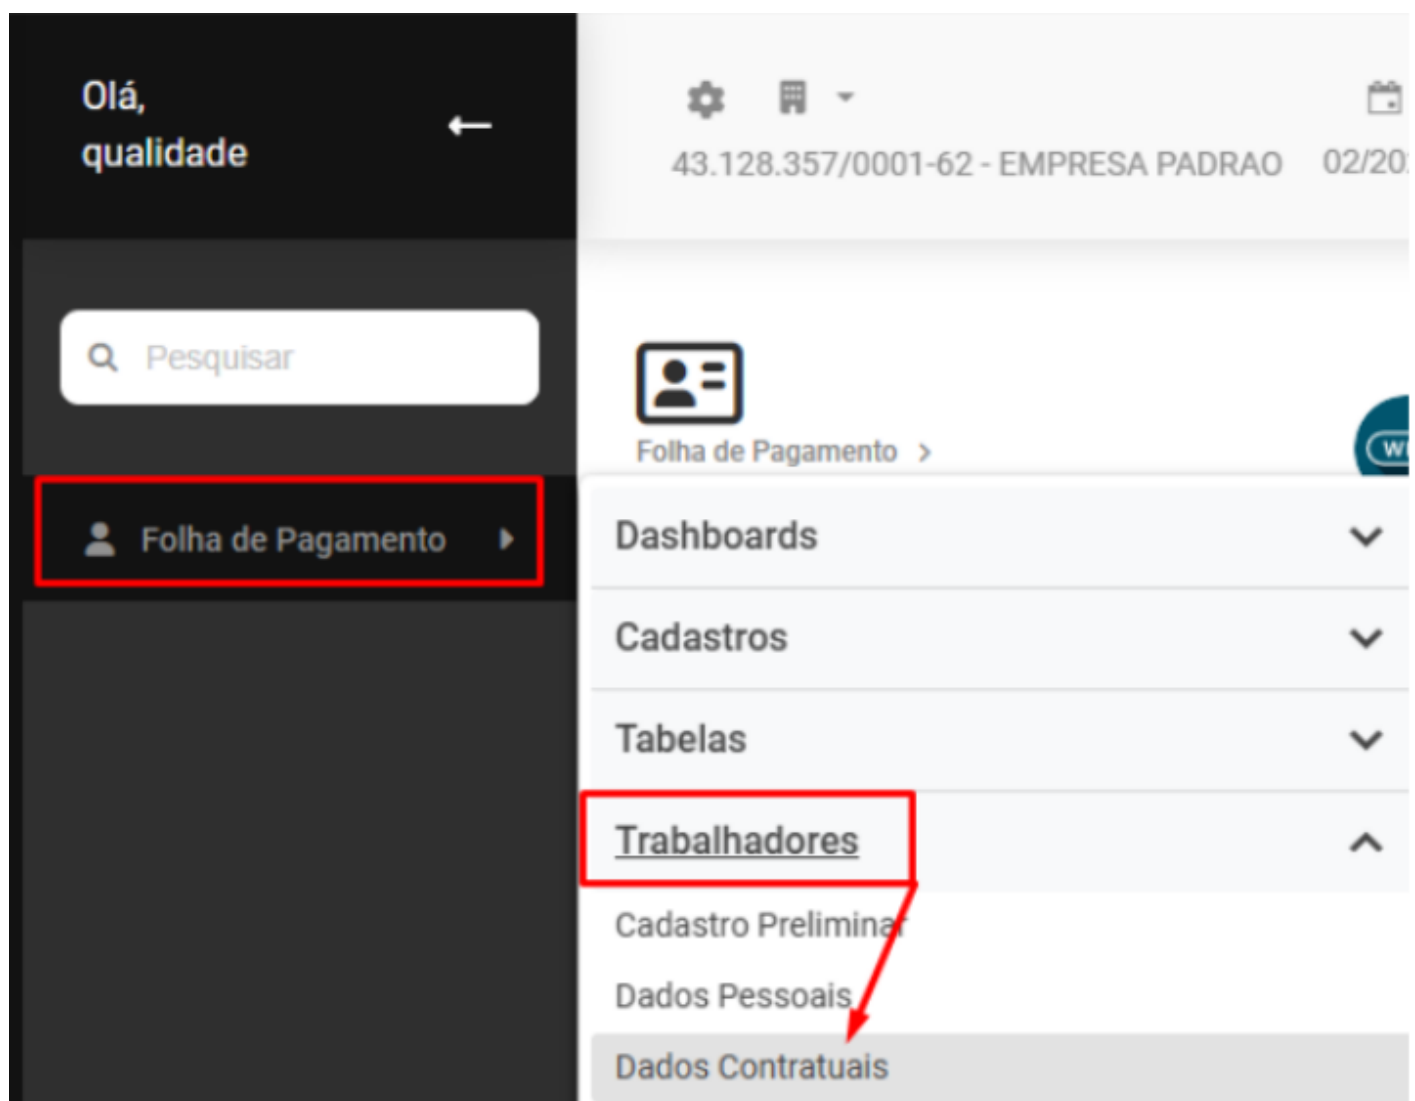 Olá,
qualidade
43.128.357/0001-62 - EMPRESA PADRAO
Pesquisar
Folha de Pagamento >
Folha de Pagamento
Dashboards
Cadastros
Tabelas
Trabalhadores
Cadastro Preliminar
Dados Pessoais
Dados Contratuais